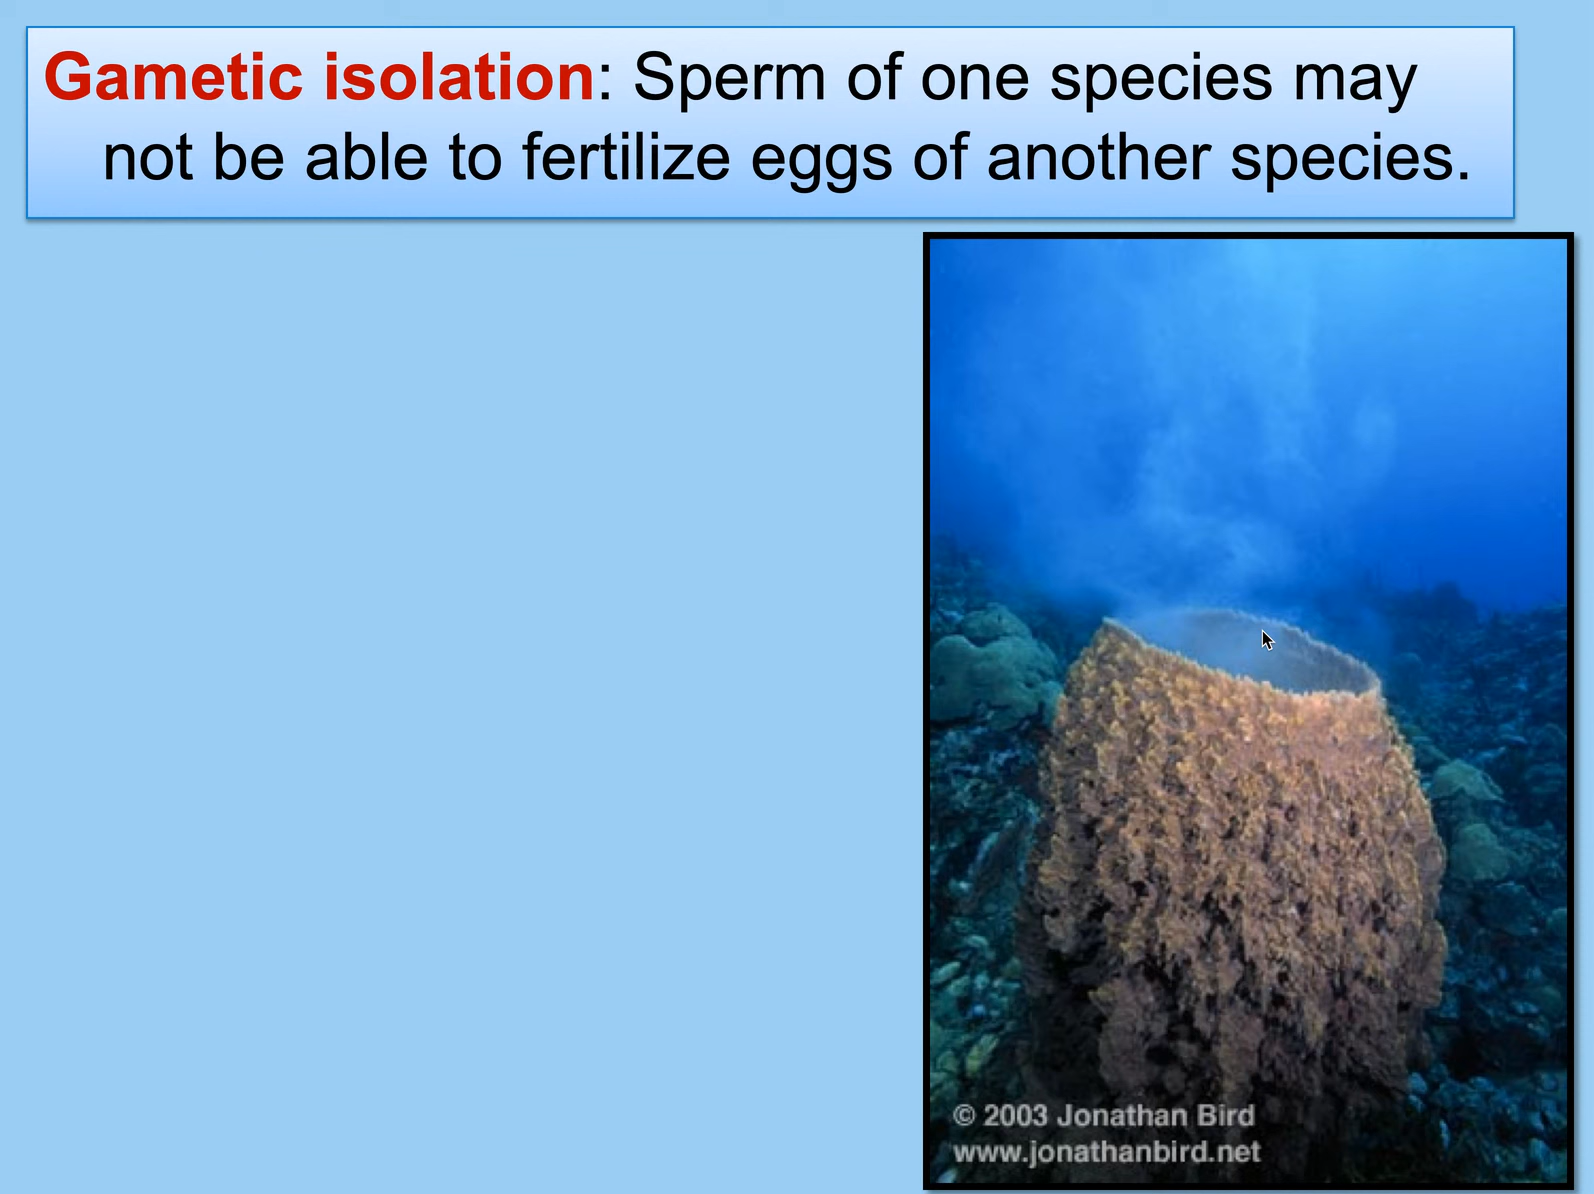 Gametic isolation: Sperm of one species may
not be able to fertilize eggs of another species.
© 2003 Jonathan Bird
www.jonathanbird.net